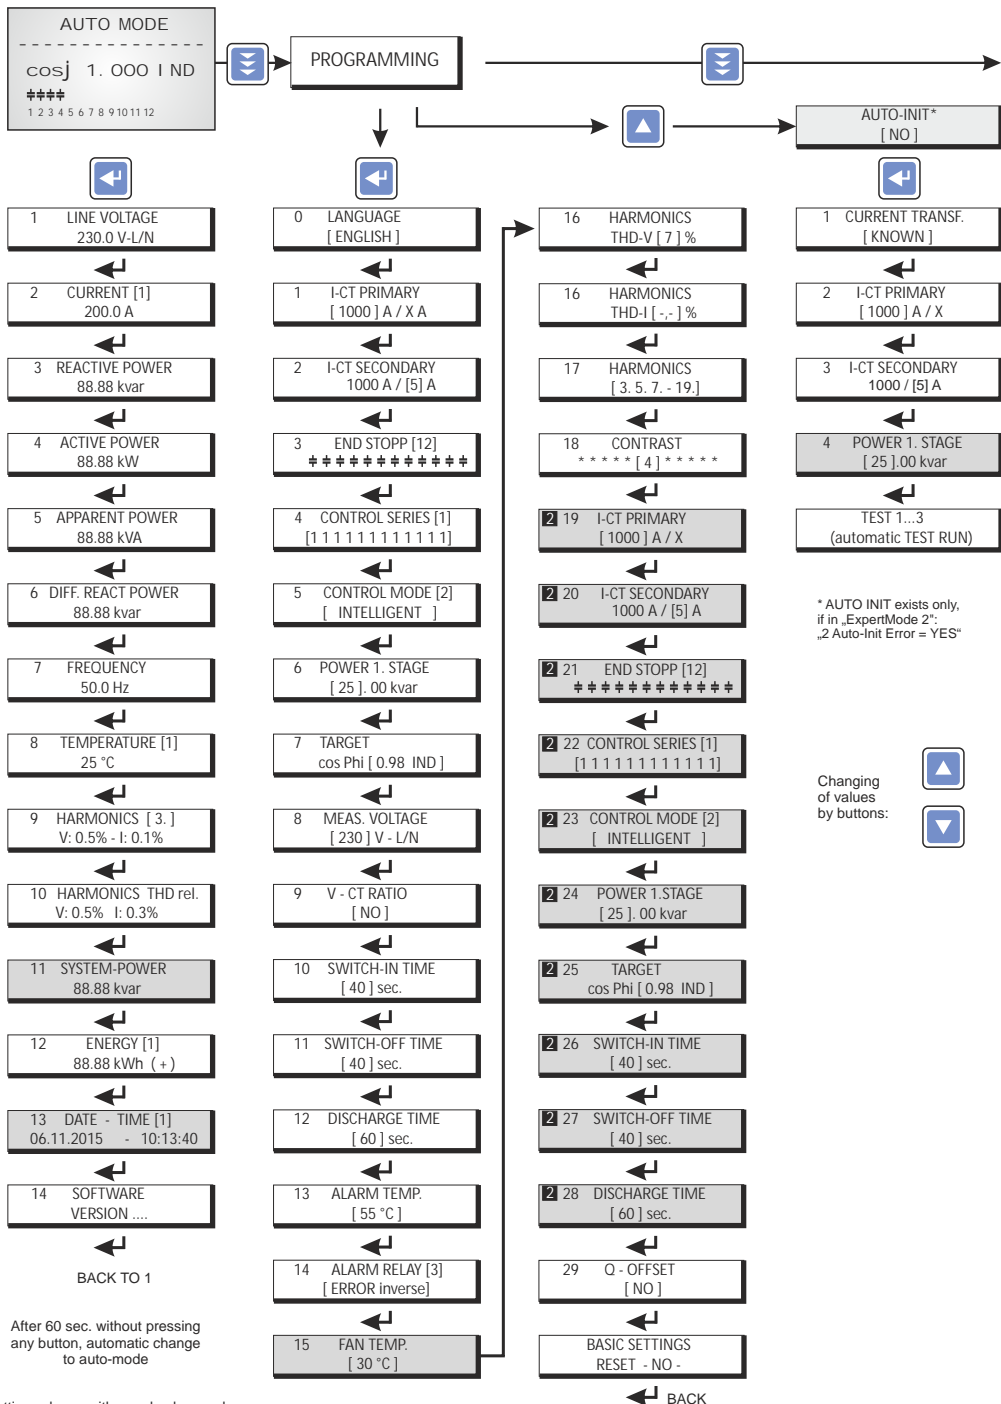 AUTO MODE
cosj 1. 000 I ND
1 2 3 4 5 6 7 8 9 10 11 12
PROGRAMMING
AUTO-INIT*
[ NO ]
1 LINE VOLTAGE
230.0 V-L/N
2 CURRENT [1]
200.0 A
3 REACTIVE POWER
88.88 kvar
4 ACTIVE POWER
88.88 kW
5 APPARENT POWER
88.88 kVA
6 DIFF. REACT POWER
88.88 kvar
7 FREQUENCY
50.0 Hz
8 TEMPERATURE [1]
25 °C
9 HARMONICS [ 3. ]
V: 0.5% - I: 0.1%
10 HARMONICS THD rel.
V: 0.5% I: 0.3%
11 SYSTEM-POWER
88.88 kvar
12 ENERGY [1]
88.88 kWh ( + )
13 DATE - TIME [1]
06.11.2015 - 10:13:40
14 SOFTWARE
VERSION ....
BACK TO 1
After 60 sec. without pressing
any button, automatic change
to auto-mode
0 LANGUAGE
[ ENGLISH ]
1 I-CT PRIMARY
[ 1000 ] A / X A
2 I-CT SECONDARY
1000 A / [5] A
3 END STOPP [12]
4 CONTROL SERIES [1]
[1 1 1 1 1 1 1 1 1 1 1 1]
5 CONTROL MODE [2]
[ INTELLIGENT ]
6 POWER 1. STAGE
[ 25 ]. 00 kvar
7 TARGET
cos Phi [ 0.98 IND ]
8 MEAS. VOLTAGE
[ 230 ] V - L/N
9 V - CT RATIO
[ NO ]
10 SWITCH-IN TIME
[ 40 ] sec.
11 SWITCH-OFF TIME
[ 40 ] sec.
12 DISCHARGE TIME
[ 60 ] sec.
13 ALARM TEMP.
[ 55 °C ]
14 ALARM RELAY [3]
[ ERROR inverse]
15 FAN TEMP.
[ 30 °C ]
16 HARMONICS
THD-V [ 7 ] %
16 HARMONICS
THD-I [ -,- ] %
17 HARMONICS
[ 3. 5. 7. - 19.]
18 CONTRAST
* * * * * [ 4 ] * * * * *
2 19 I-CT PRIMARY
[ 1000 ] A / X
2 20 I-CT SECONDARY
1000 A / [5] A
2 21 END STOPP [12]
2 22 CONTROL SERIES [1]
[1 1 1 1 1 1 1 1 1 1 1 1]
2 23 CONTROL MODE [2]
[ INTELLIGENT ]
2 24 POWER 1.STAGE
[ 25 ]. 00 kvar
2 25 TARGET
cos Phi [ 0.98 IND ]
2 26 SWITCH-IN TIME
[ 40 ] sec.
2 27 SWITCH-OFF TIME
[ 40 ] sec.
2 28 DISCHARGE TIME
[ 60 ] sec.
29 Q - OFFSET
[ NO ]
BASIC SETTINGS
RESET - NO -
BACK
1 CURRENT TRANSF.
[ KNOWN ]
2 I-CT PRIMARY
[ 1000 ] A / X
3 I-CT SECONDARY
1000 / [5] A
4 POWER 1. STAGE
[ 25 ].00 kvar
TEST 1...3
(automatic TEST RUN)
* AUTO INIT exists only,
if in „ExpertMode 2":
„2 Auto-Init Error = YES“
Changing
of values
by buttons: